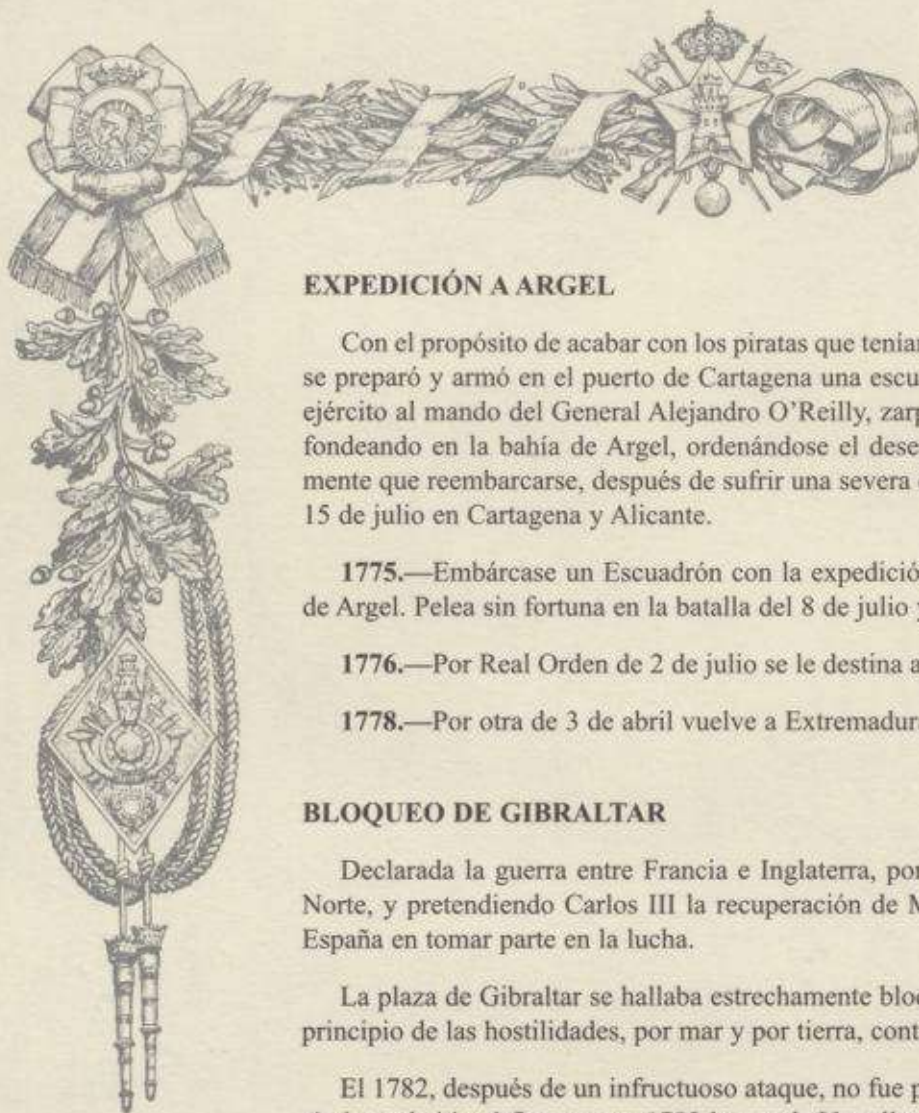 EXPEDICIÓN A ARGEL
Con el propósito de acabar con los piratas que tenían
se preparó y armó en el puerto de Cartagena una escu
ejército al mando del General Alejandro O'Reilly, zarp
fondeando en la bahía de Argel, ordenándose el dese
mente que reembarcarse, después de sufrir una severa
15 de julio en Cartagena y Alicante.
1775.—Embárcase un Escuadrón con la expedició
de Argel. Pelea sin fortuna en la batalla del 8 de julio
1776.—Por Real Orden de 2 de julio se le destina a
1778.—Por otra de 3 de abril vuelve a Extremadura
BLOQUEO DE GIBRALTAR
Declarada la guerra entre Francia e Inglaterra, por
Norte, y pretendiendo Carlos III la recuperación de M
España en tomar parte en la lucha.
La plaza de Gibraltar se hallaba estrechamente bloq
principio de las hostilidades, por mar y por tierra, cont
El 1782, después de un infructuoso ataque, no fue p